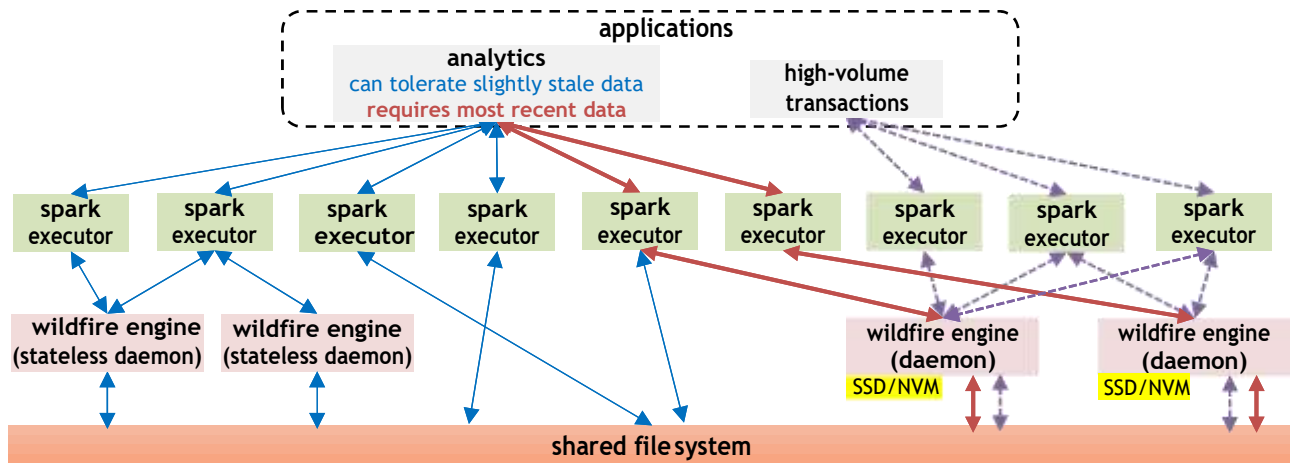 applications
analytics
can tolerate slightly stale data
requires most recent data
high-volume
transactions
spark
executor
spark
executor
spark
executor
spark
executor
spark
executor
spark
executor
spark
executor
spark
executor
spark
executor
wildfire engine
(stateless daemon)
wildfire engine
(stateless daemon)
wildfire engine
(daemon)
SSD/NVM
wildfire engine
(daemon)
SSD/NVM
shared file system